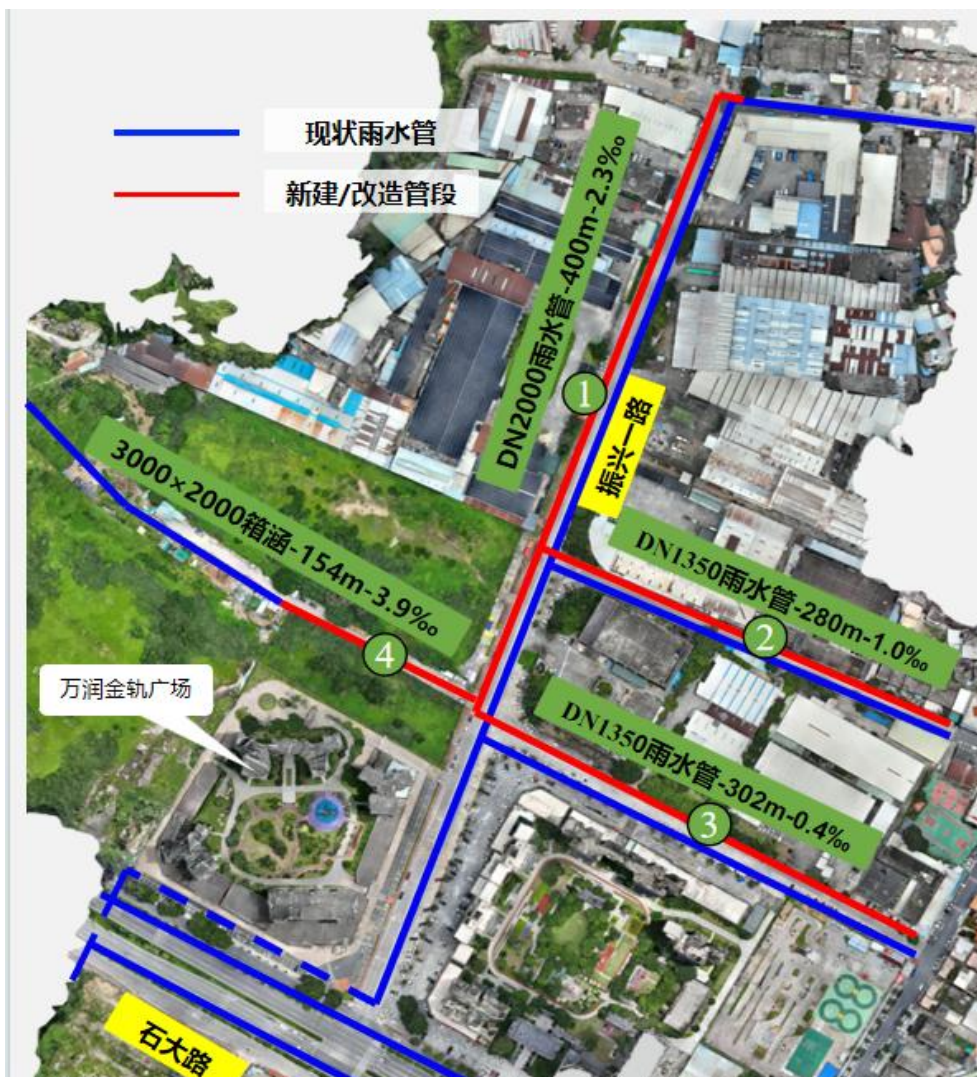 现状雨水管
新建/改造管段
DN2000雨水管-400m-2.3‰
①
振兴一路
3000×2000箱涵-154m-3.9‰
DN1350雨水管-280m-1.0‰
②
④
万润金轨广场
DN1350雨水管-302m-0.4‰
③
石大路